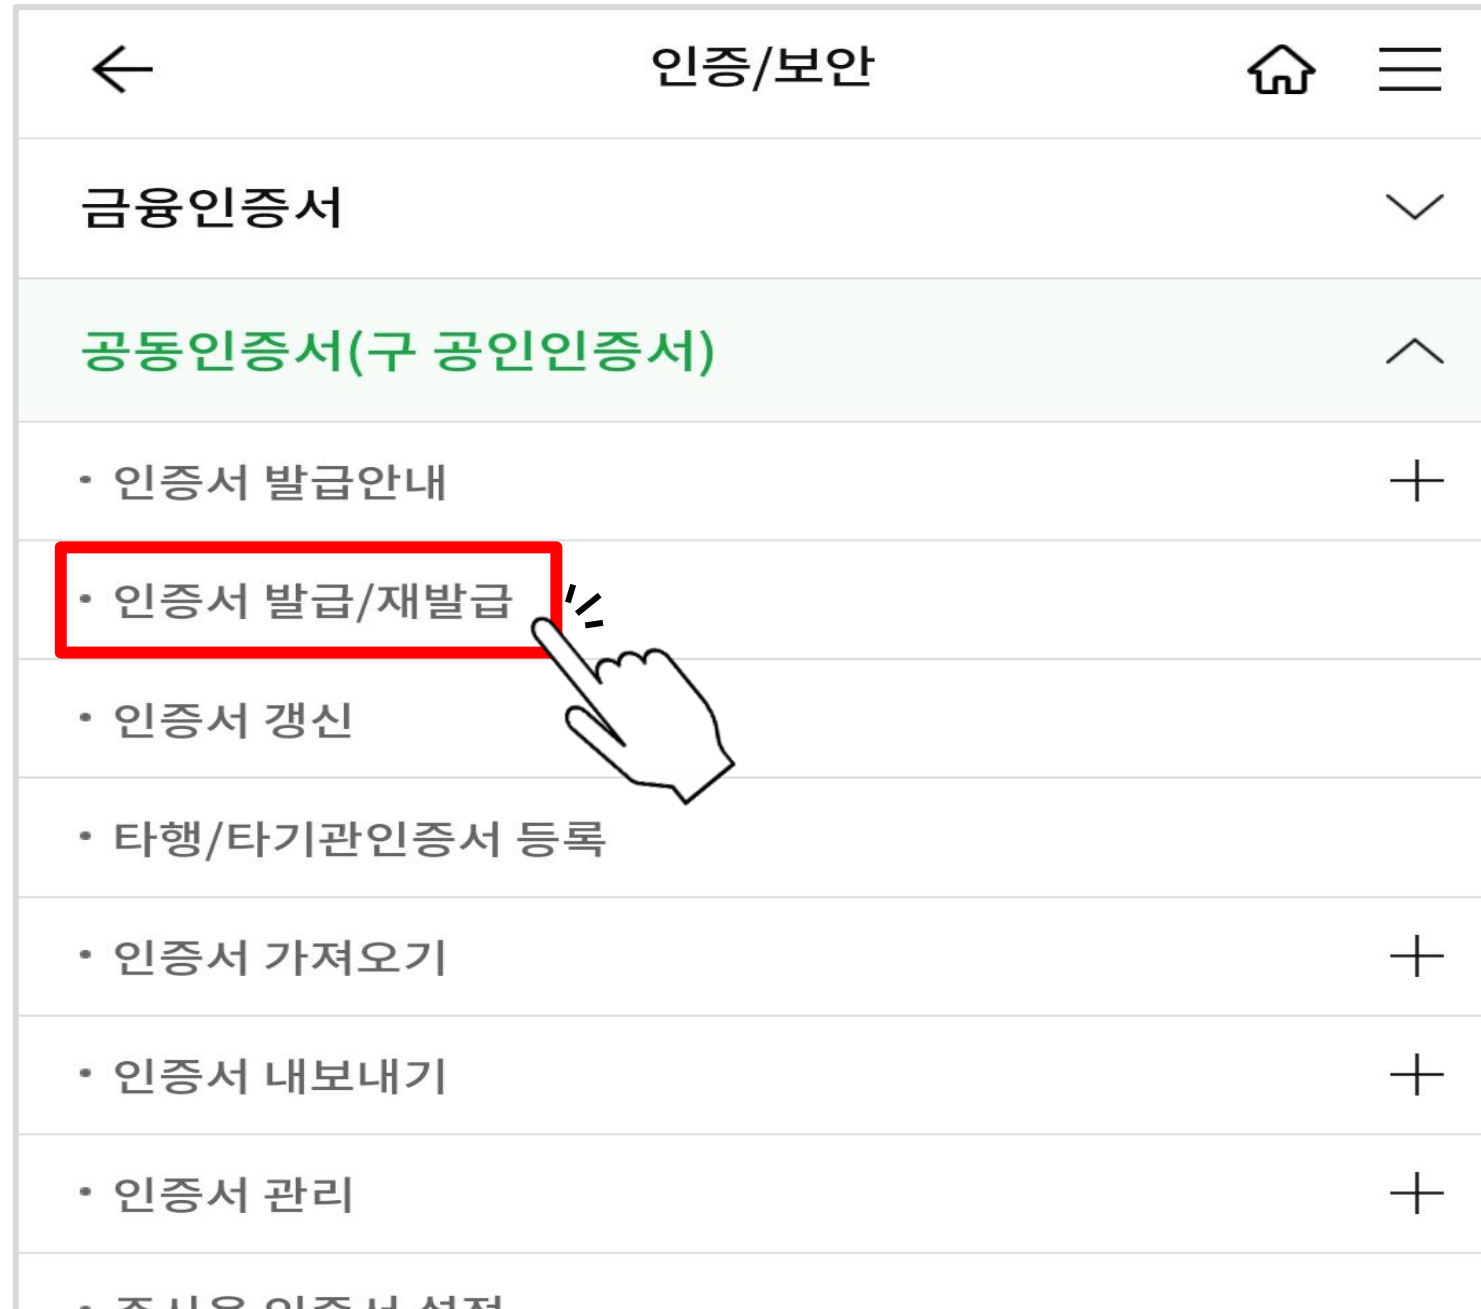 인증/보안
금융인증서
공동인증서(구 공인인증서)
· 인증서 발급안내
· 인증서 발급/재발급
· 인증서 갱신
· 타행/타기관인증서 등록
· 인증서 가져오기
· 인증서 내보내기
· 인증서 관리
인증서